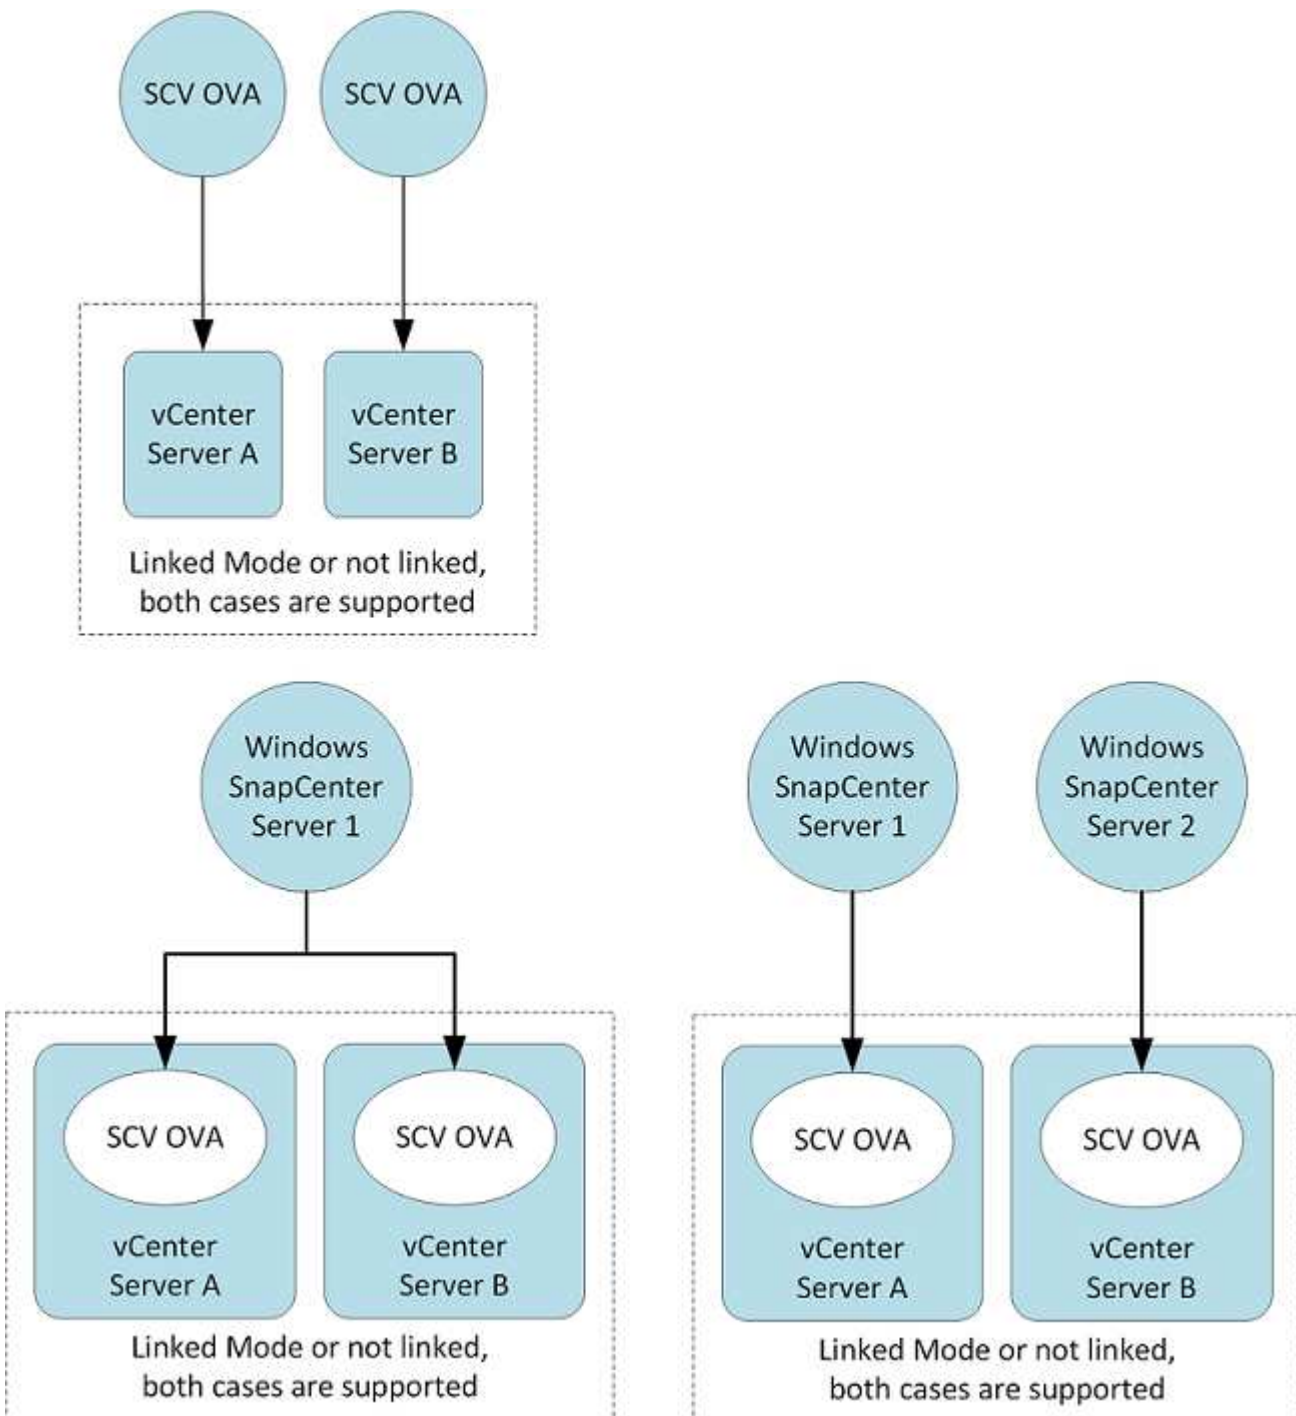 SCV OVA
SCV OVA
vCenter
Server A
vCenter
Server B
Linked Mode or not linked,
both cases are supported
Windows
SnapCenter
Server 1
SCV OVA
vCenter
Server A
SCV OVA
vCenter
Server B
Linked Mode or not linked,
both cases are supported
Windows
SnapCenter
Server 1
Windows
SnapCenter
Server 2
SCV OVA
vCenter
Server A
SCV OVA
vCenter
Server B
Linked Mode or not linked,
both cases are supported